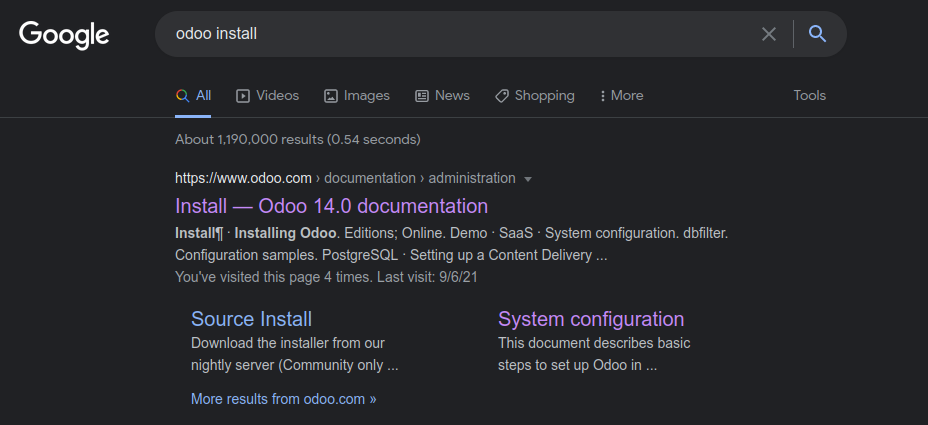 Google
odoo install
All Videos Images News Shopping More Tools
About 1,190,000 results (0.54 seconds)
https://www.odoo.com › documentation › administration
Install — Odoo 14.0 documentation
Install¶ · Installing Odoo. Editions; Online. Demo · SaaS · System configuration. dbfilter.
Configuration samples. PostgreSQL · Setting up a Content Delivery ...
You've visited this page 4 times. Last visit: 9/6/21
Source Install
Download the installer from our
nightly server (Community only ...
System configuration
This document describes basic
steps to set up Odoo in ...
More results from odoo.com »